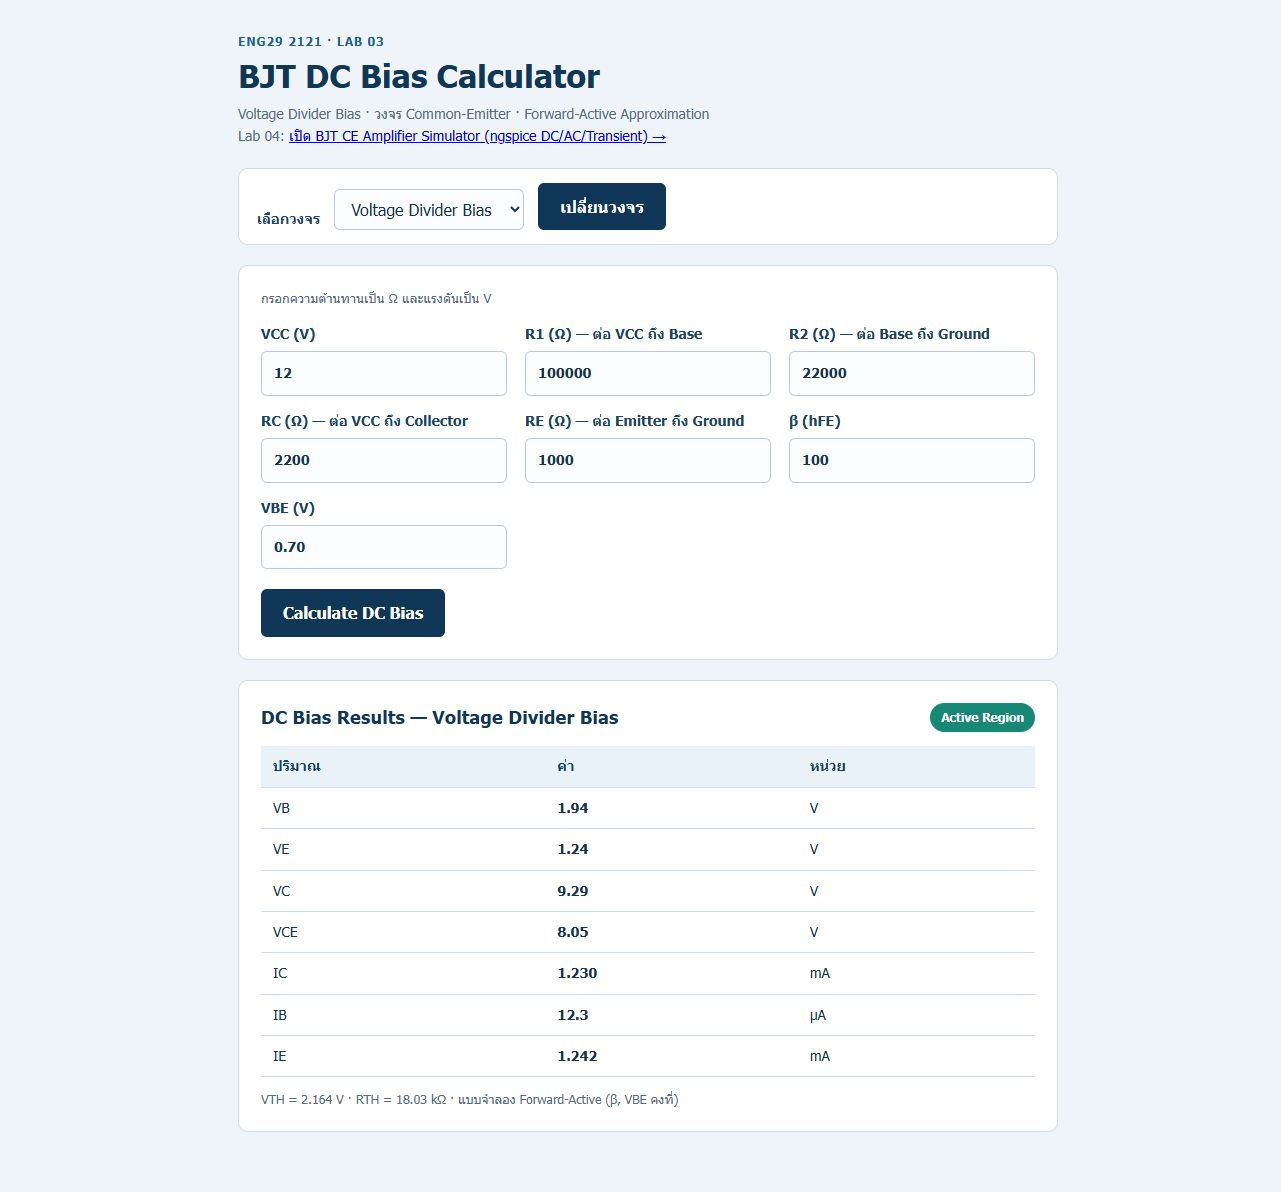 ENG29 2121 · LAB 03
BJT DC Bias Calculator
Voltage Divider Bias · วงจร Common-Emitter · Forward-Active Approximation
Lab 04: เปิด BJT CE Amplifier Simulator (ngspice DC/AC/Transient) →
เลือกวงจร Voltage Divider Bias เปลี่ยนวงจร
กรอกความต้านทานเป็น Ω และแรงดันเป็น V
VCC (V) R1 (Ω) — ต่อ VCC ถึง Base R2 (Ω) — ต่อ Base ถึง Ground
12 100000 22000
RC (Ω) — ต่อ VCC ถึง Collector RE (Ω) — ต่อ Emitter ถึง Ground β (hFE)
2200 1000 100
VBE (V)
0.70
Calculate DC Bias
DC Bias Results — Voltage Divider Bias Active Region
ปริมาณ ค่า หน่วย
VB 1.94 V
VE 1.24 V
VC 9.29 V
VCE 8.05 V
IC 1.230 mA
IB 12.3 µA
IE 1.242 mA
VTH = 2.164 V · RTH = 18.03 kΩ · แบบจำลอง Forward-Active (β, VBE คงที่)